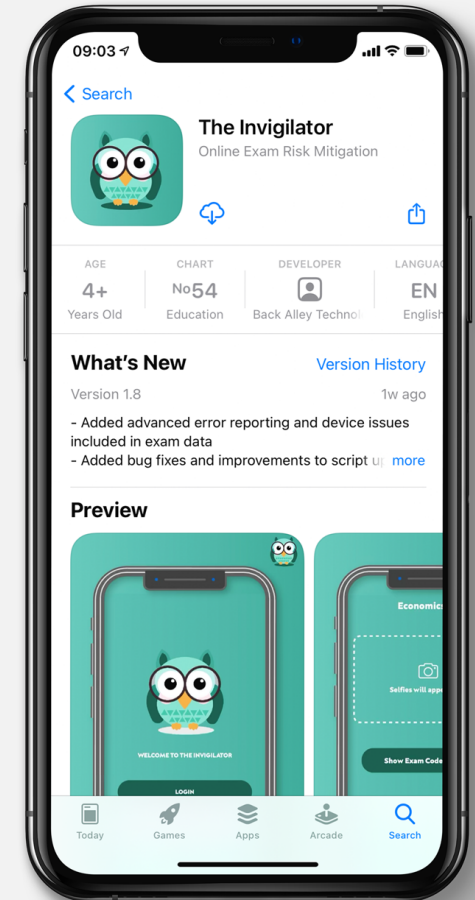 09:03
Search
The Invigilator
Online Exam Risk Mitigation
AGE
CHART
DEVELOPER
4+
No54
EN
Years Old
Education
Back Alley
English
What's New
Version History
Version 1.8
1w ago
- Added advanced error reporting and device issues
included in exam data
- Added bug fixes and improvements to script
more
Preview
WELCOME TO THE INVIGILATOR
LOGIN
Economics
Selfies will
Show Exam Code
Today
Games
Apps
Arcade
Search